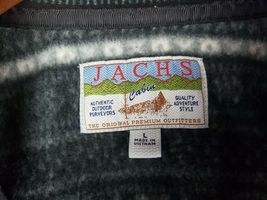 JACHS
Cabin
AUTHENTIC OUTDOOR PURVEYORS
QUALITY ADVENTURE STYLE
THE ORIGINAL PREMIUM OUTFITTERS
L
MADE IN
VIETNAM